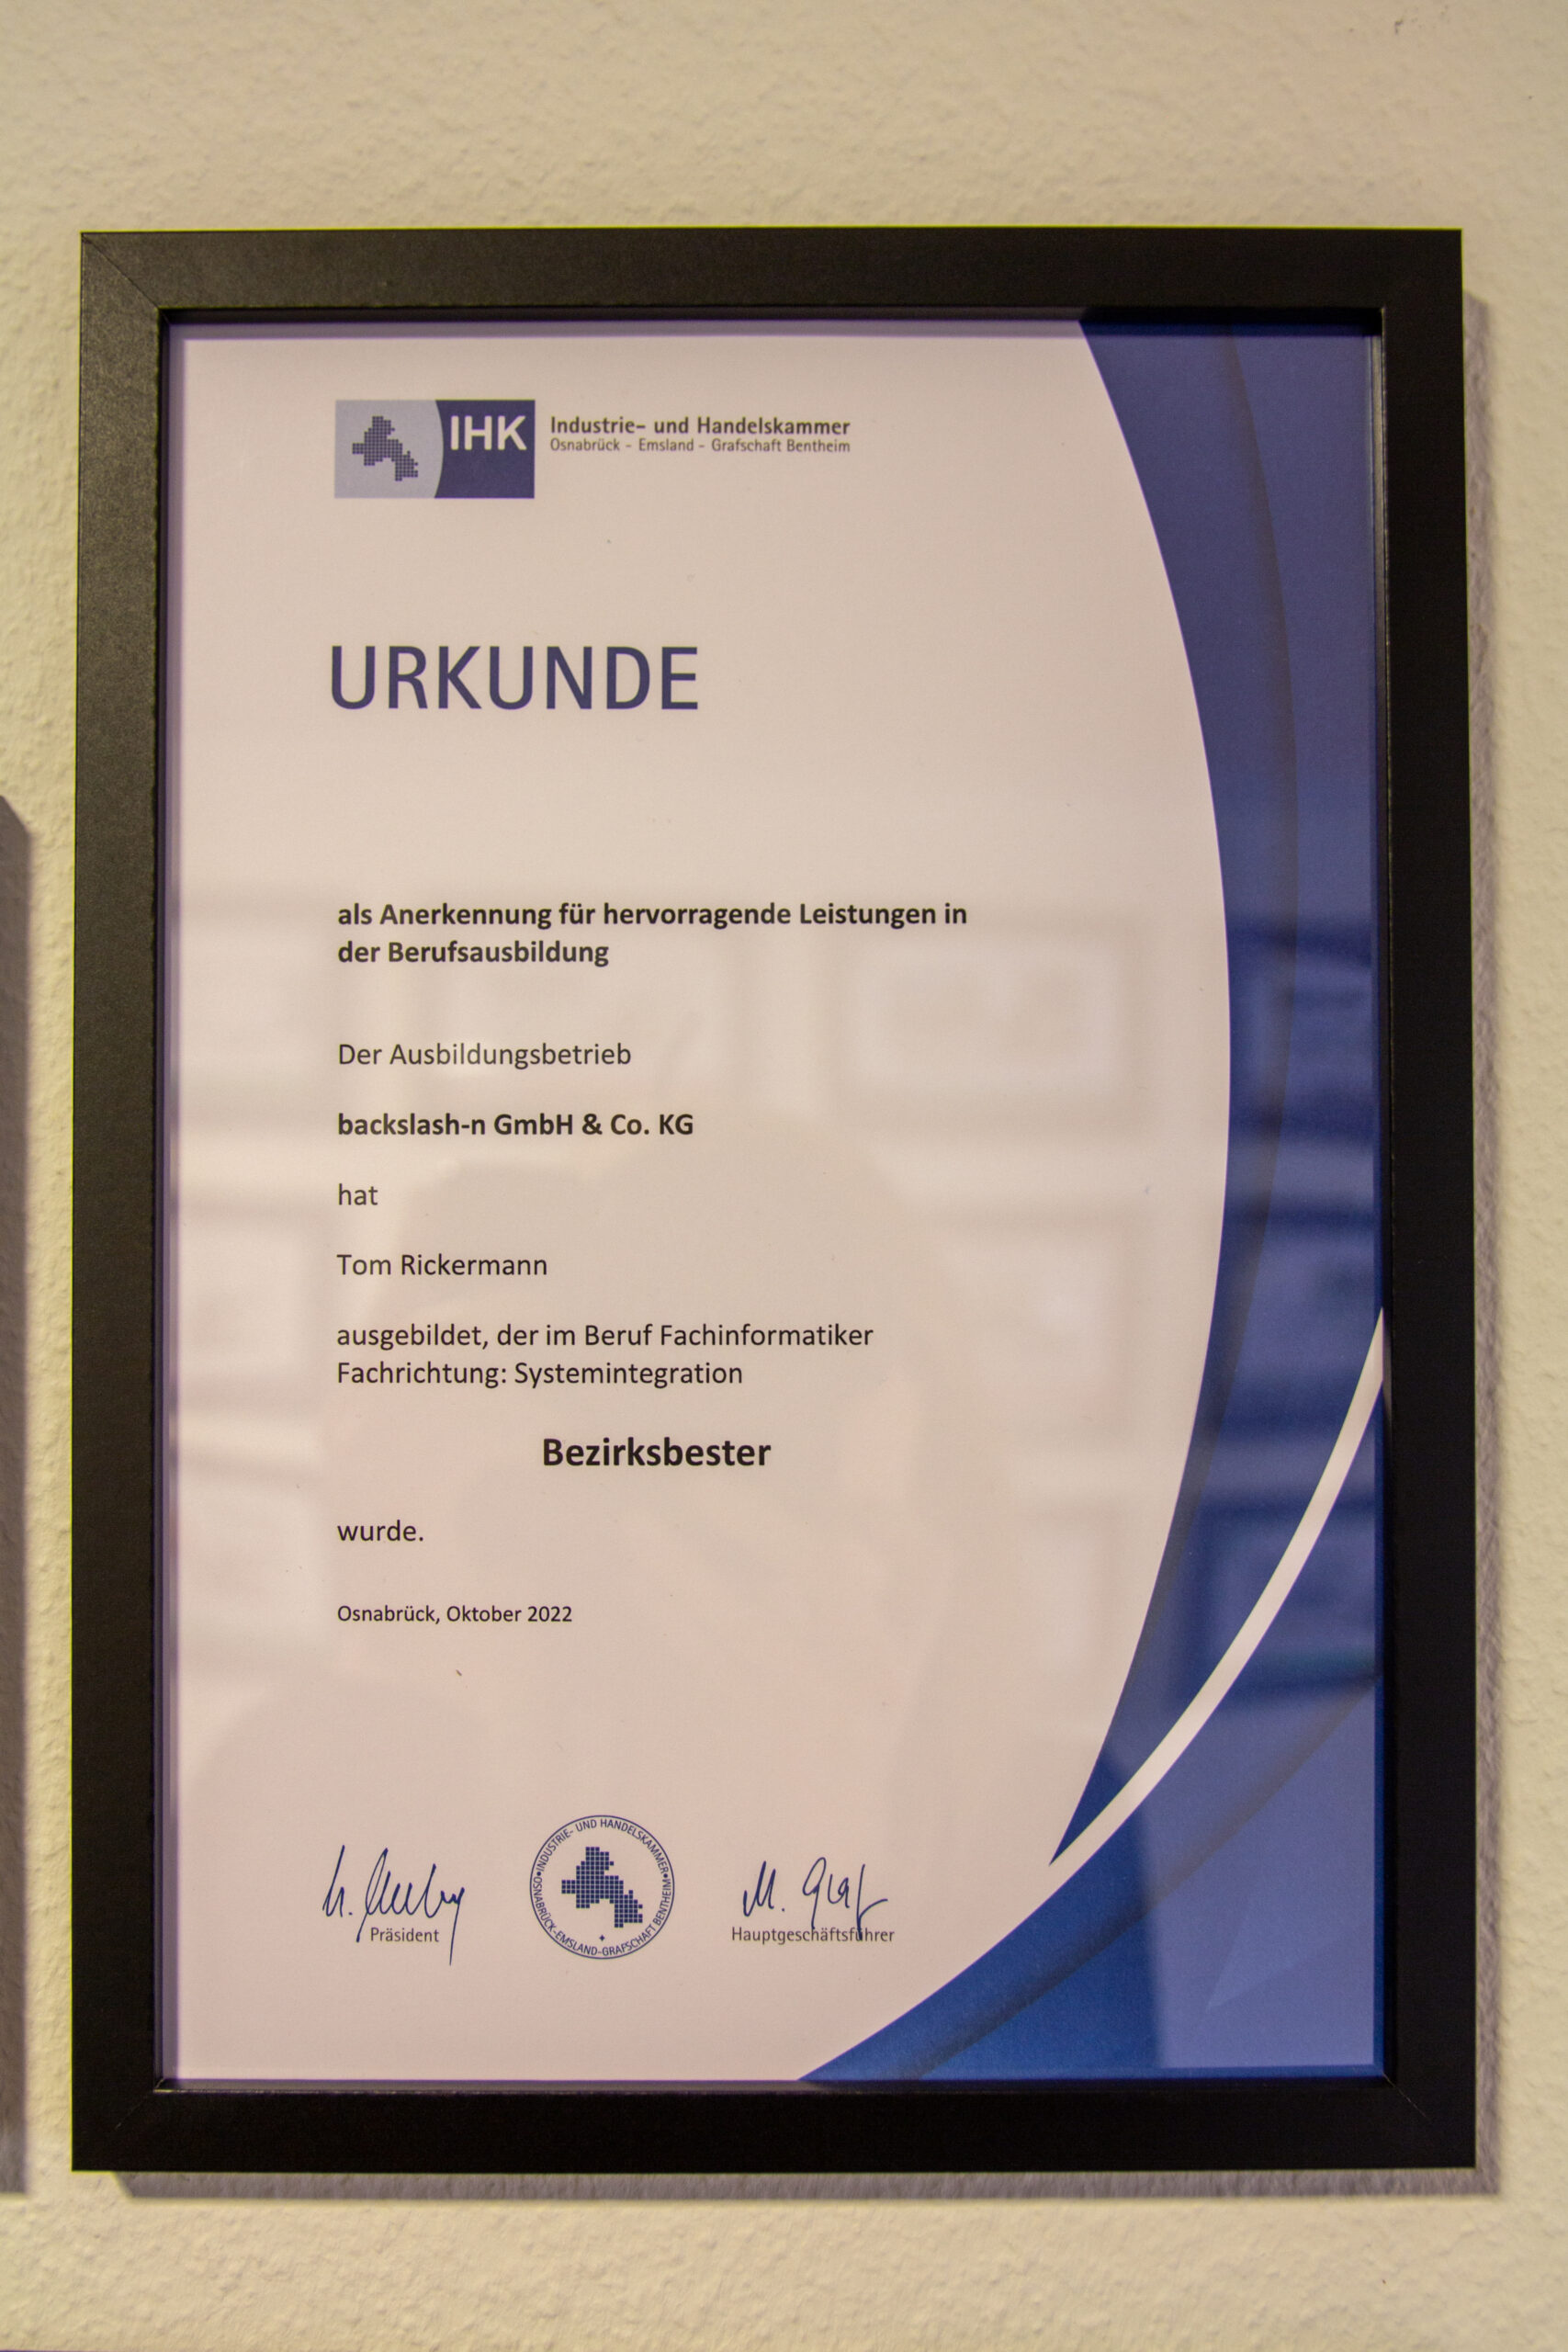 IHK
Industrie- und Handelskammer
Osnabrück - Emsland - Grafschaft Bentheim
URKUNDE
als Anerkennung für hervorragende Leistungen in
der Berufsausbildung
Der Ausbildungsbetrieb
backslash-n GmbH & Co. KG
hat
Tom Rickermann
ausgebildet, der im Beruf Fachinformatiker
Fachrichtung: Systemintegration
Bezirksbester
wurde.
Osnabrück, Oktober 2022
INDUSTRIE- UND HANDELSKAMMER
OSNABRÜCK-EMSLAND-GRAFSCHAFT BENTHEIM
M. Graf
Präsident
Hauptgeschäftsführer